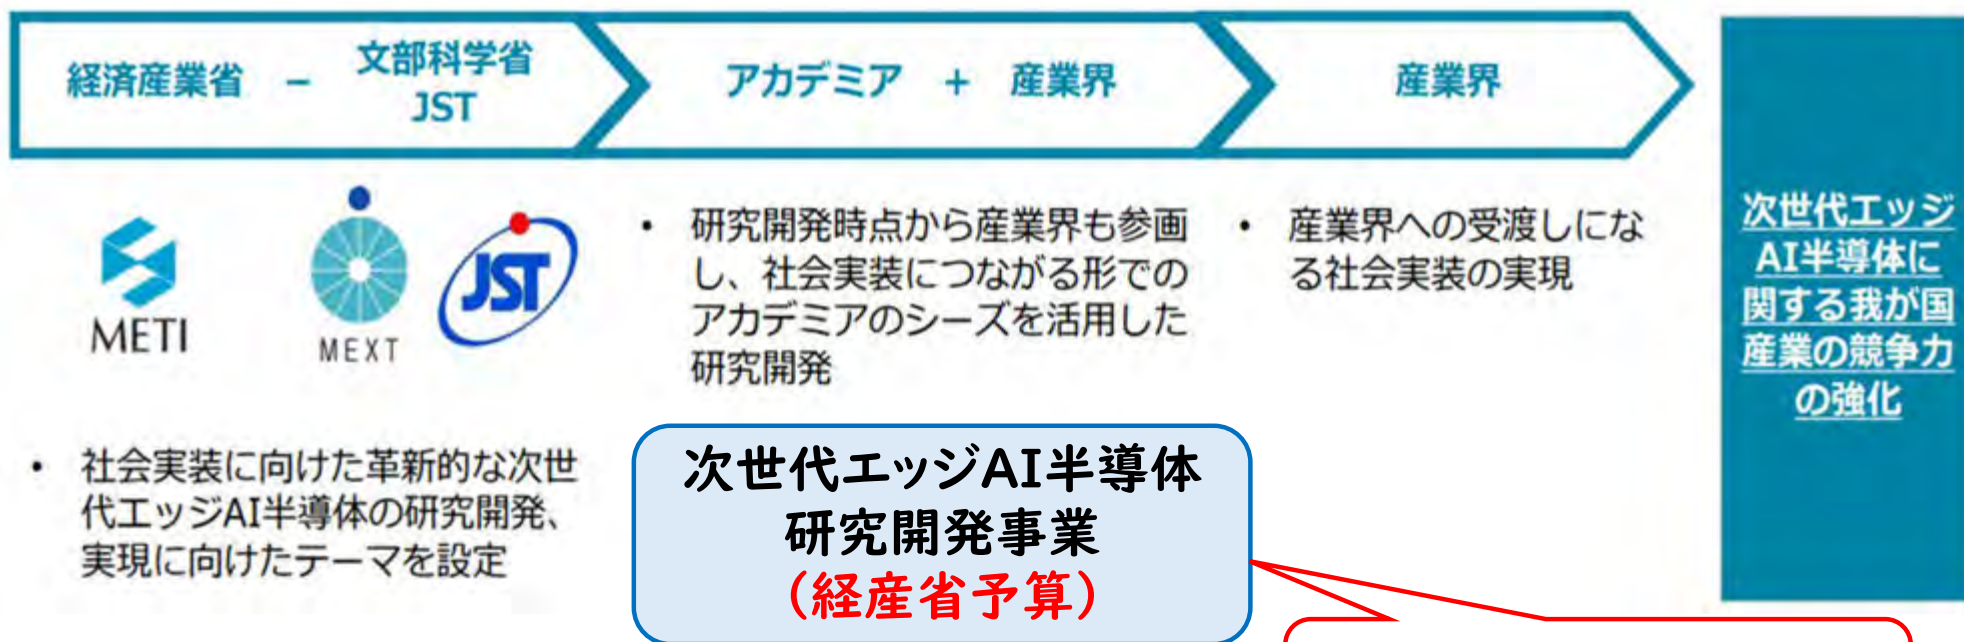 経済産業省 － 文部科学省
JST
アカデミア ＋ 産業界
産業界
METI
MEXT
JST
・ 社会実装に向けた革新的な次世
代エッジAI半導体の研究開発、
実現に向けたテーマを設定
・ 研究開発時点から産業界も参画
し、社会実装につながる形での
アカデミアのシーズを活用した
研究開発
・ 産業界への受渡しにな
る社会実装の実現
次世代エッジAI半導体
研究開発事業
（経産省予算）
次世代エッジ
AI半導体に
関する我が国
産業の競争力
の強化